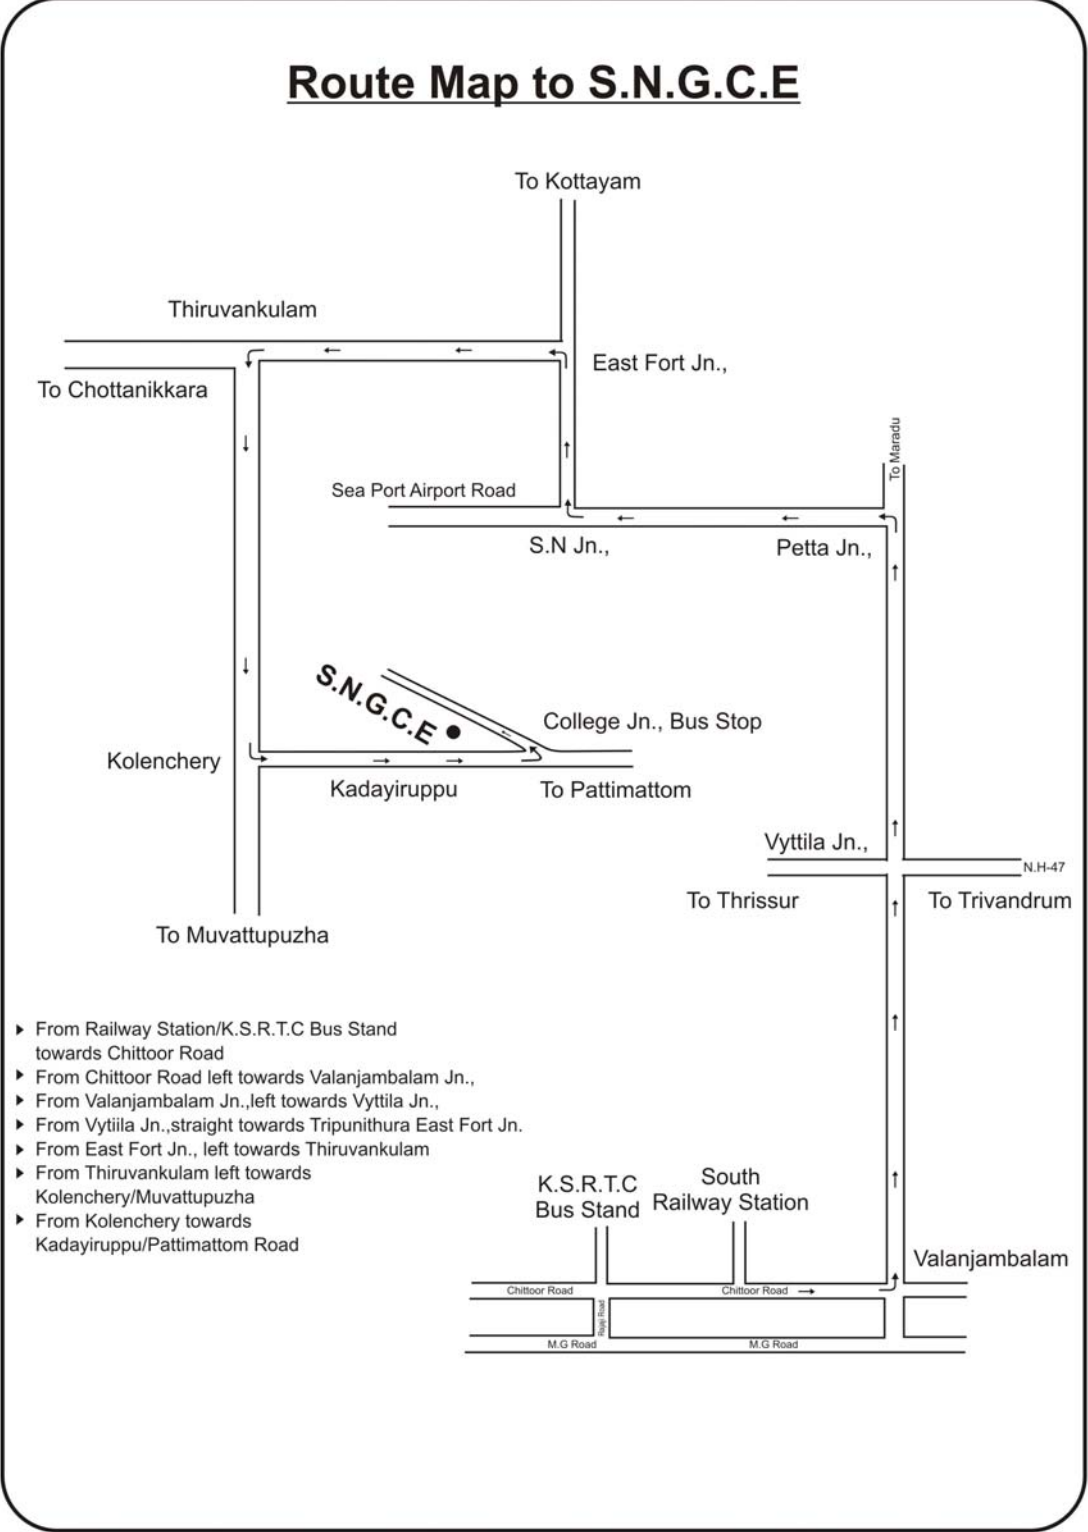 Route Map to S.N.G.C.E
To Kottayam
Thiruvankulam
East Fort Jn.,
To Chottanikkara
To Maradu
Sea Port Airport Road
S.N Jn.,
Petta Jn.,
S.N.G.C.E
College Jn., Bus Stop
Kolenchery
Kadayiruppu
To Pattimattom
Vyttila Jn.,
N.H-47
To Thrissur
To Trivandrum
To Muvattupuzha
From Railway Station/K.S.R.T.C Bus Stand
towards Chittoor Road
From Chittoor Road left towards Valanjambalam Jn.,
From Valanjambalam Jn.,left towards Vyttila Jn.,
From Vytiila Jn.,straight towards Tripunithura East Fort Jn.
From East Fort Jn., left towards Thiruvankulam
From Thiruvankulam left towards
Kolenchery/Muvattupuzha
From Kolenchery towards
Kadayiruppu/Pattimattom Road
K.S.R.T.C
Bus Stand
South
Railway Station
Valanjambalam
Chittoor Road
Chittoor Road
Rajaji Road
M.G Road
M.G Road